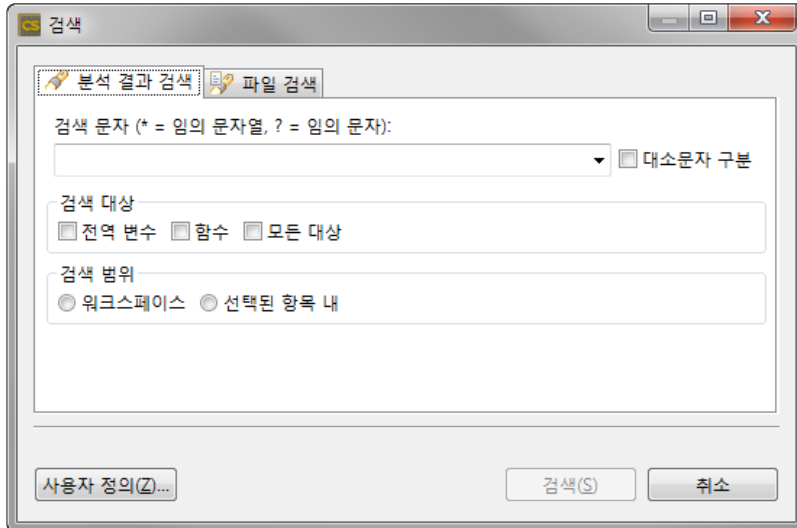 CS 검색
분석 결과 검색 파일 검색
검색 문자 (* = 임의 문자열, ? = 임의 문자):
대소문자 구분
검색 대상
전역 변수 함수 모든 대상
검색 범위
워크스페이스 선택된 항목 내
사용자 정의(Z)... 검색(S) 취소